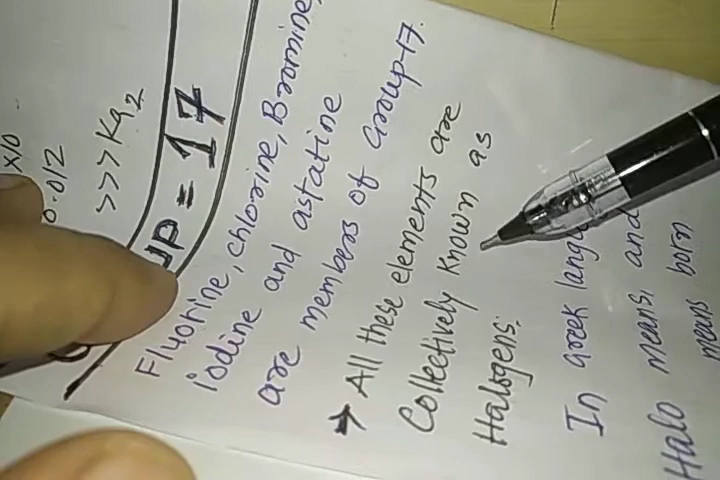 x10
0.012
>>> Ka2
UP = 17
Fluorine, chlorine, Bromine,
iodine and astatine
are members of Group-17.
→ All these elements are
Collectively known as
Halogens.
In Greek
Halo means, and
means born